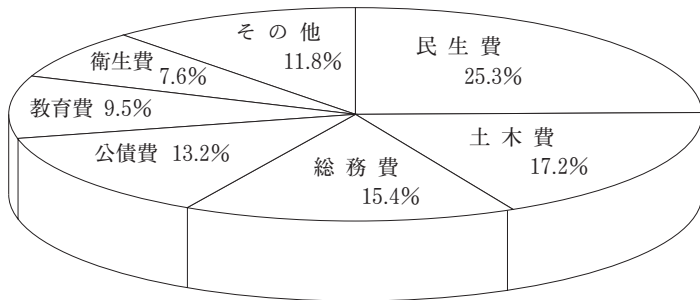 民生費
25.3%
土木費
17.2%
総務費
15.4%
公債費 13.2%
教育費 9.5%
衛生費
7.6%
その他
11.8%